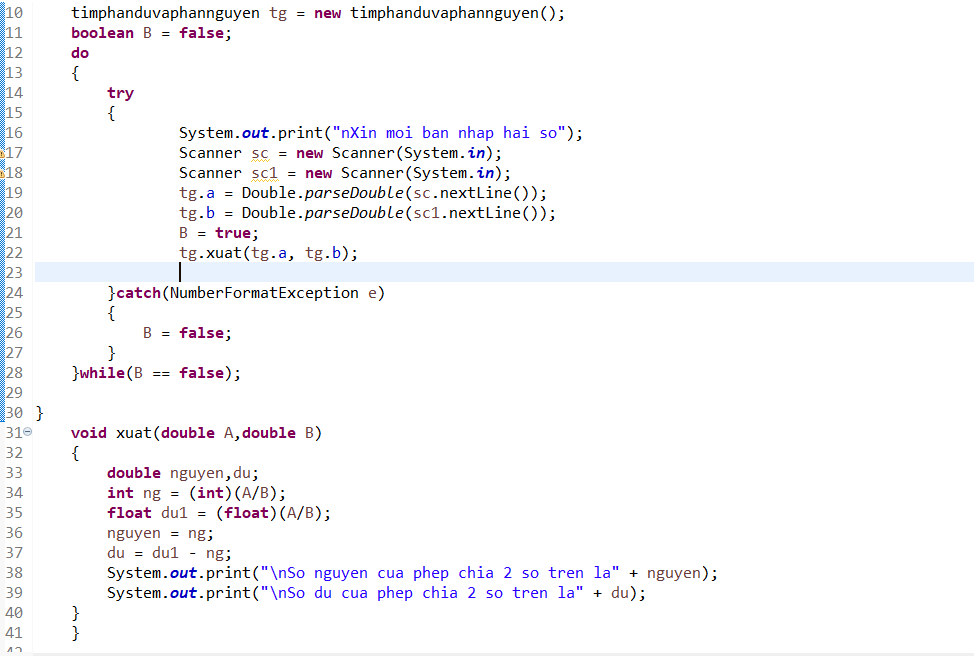 10 timphanduvaphannguyen tg = new timphanduvaphannguyen();
11 boolean B = false;
12 do
13 {
14 try
15 {
16 System.out.print("nXin moi ban nhap hai so");
17 Scanner sc = new Scanner(System.in);
18 Scanner sc1 = new Scanner(System.in);
19 tg.a = Double.parseDouble(sc.nextLine());
20 tg.b = Double.parseDouble(sc1.nextLine());
21 B = true;
22 tg.xuat(tg.a, tg.b);
23
24 }catch(NumberFormatException e)
25 {
26 B = false;
27 }
28 }while(B == false);
29
30 }
31 void xuat(double A,double B)
32 {
33 double nguyen,du;
34 int ng = (int)(A/B);
35 float du1 = (float)(A/B);
36 nguyen = ng;
37 du = du1 - ng;
38 System.out.print("\nSo nguyen cua phep chia 2 so tren la" + nguyen);
39 System.out.print("\nSo du cua phep chia 2 so tren la" + du);
40 }
41 }